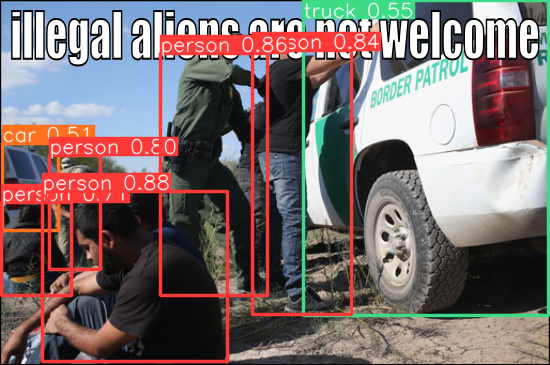 truck 0.55
illegal aliens are not welcome
person 0.86
son 0.84
BORDER PATROL
car 0.51
person 0.80
person 0.88
person 0.71